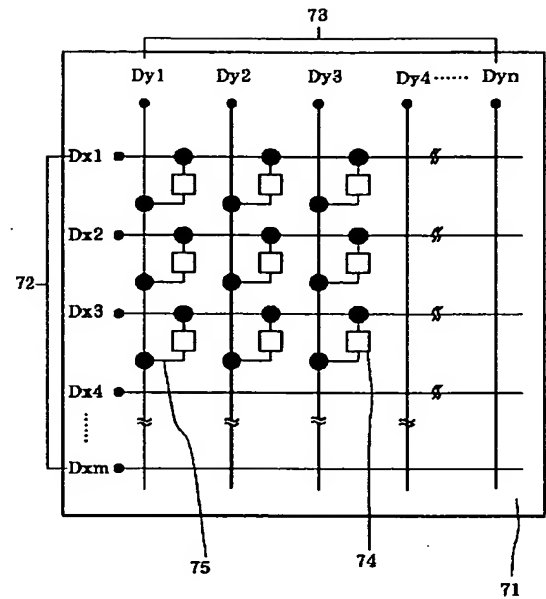 73
Dy1 Dy2 Dy3 Dy4 ...... Dyn
Dx1
Dx2
72
Dx3
Dx4
......
Dxm
75
74
71